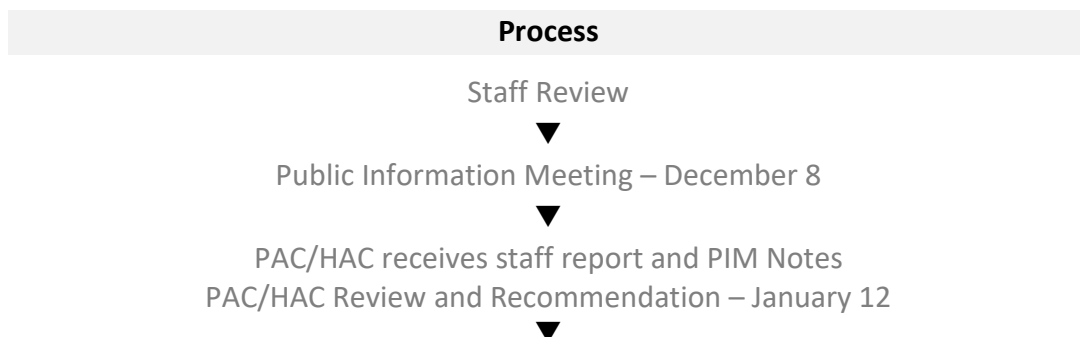 Process
Staff Review
Public Information Meeting – December 8
PAC/HAC receives staff report and PIM Notes
PAC/HAC Review and Recommendation – January 12